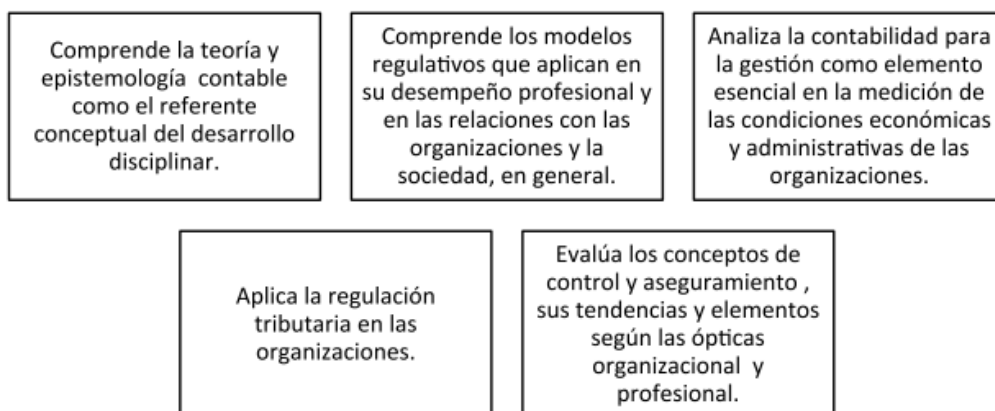 Comprende la teoría y
epistemología contable
como el referente
conceptual del desarrollo
disciplinar.
Comprende los modelos
regulativos que aplican en
su desempeño profesional y
en las relaciones con las
organizaciones y la
sociedad, en general.
Analiza la contabilidad para
la gestión como elemento
esencial en la medición de
las condiciones económicas
y administrativas de las
organizaciones.
Aplica la regulación
tributaria en las
organizaciones.
Evalúa los conceptos de
control y aseguramiento ,
sus tendencias y elementos
según las ópticas
organizacional y
profesional.